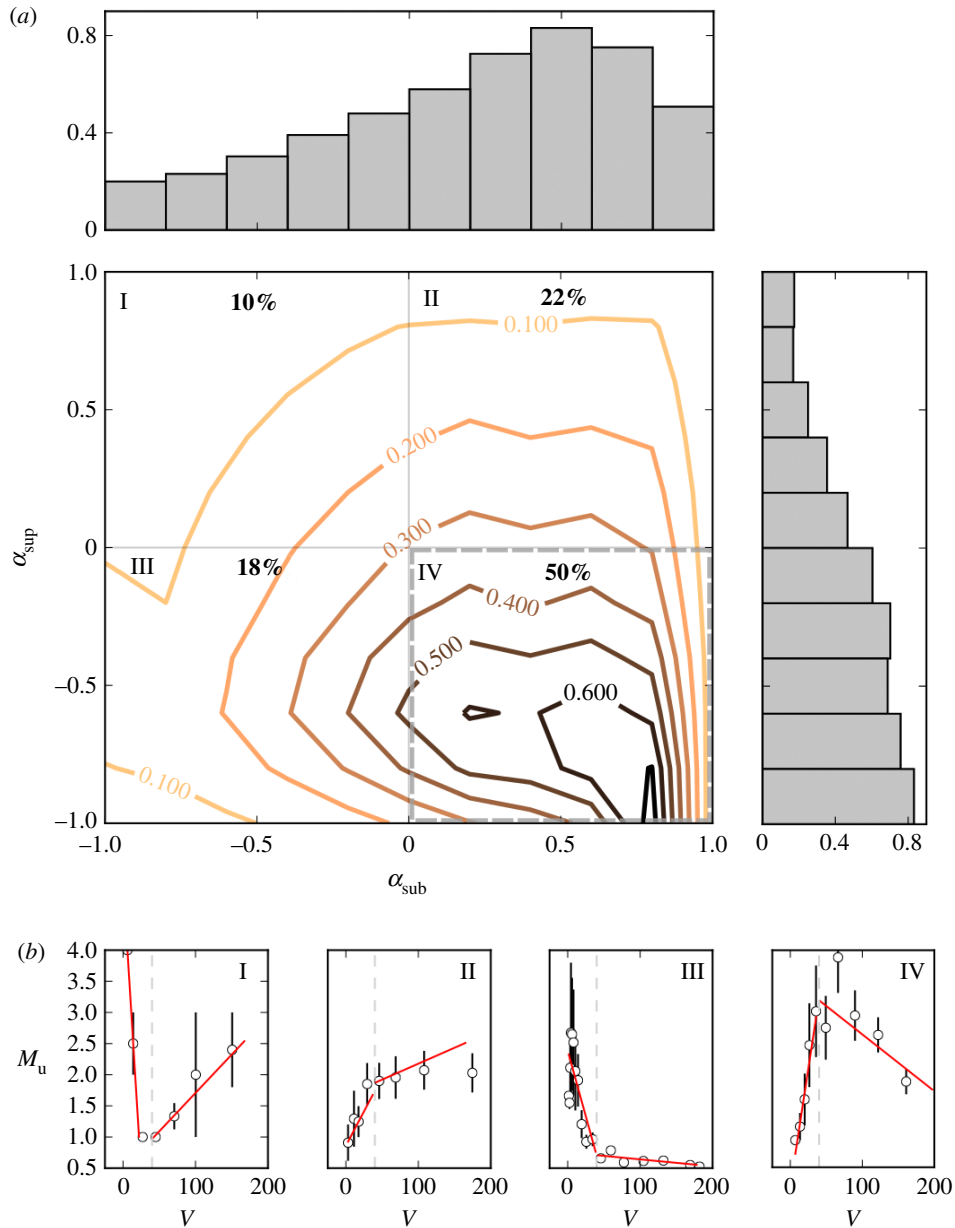 (a)
0.8
0.4
0
1.0
I
10%
II
22%
0.100
0.5
0.200
0
0.300
III
18%
IV
50%
0.400
0.500
0.600
−0.5
0.100
−1.0
αsup
−1.0 −0.5 0 0.5 1.0
αsub
0 0.4 0.8
(b)
4.0
3.5
3.0
2.5
2.0
1.5
1.0
0.5
Mu
I
II
III
IV
0 100 200
0 100 200
0 100 200
0 100 200
V
V
V
V